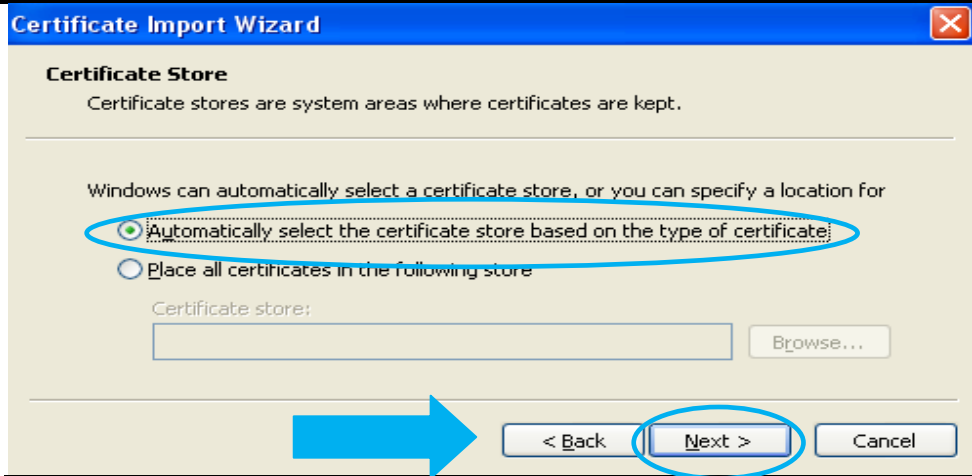 Certificate Import Wizard
Certificate Store
Certificate stores are system areas where certificates are kept.
Windows can automatically select a certificate store, or you can specify a location for
Automatically select the certificate store based on the type of certificate
Place all certificates in the following store
Certificate store:
Browse...
< Back
Next >
Cancel